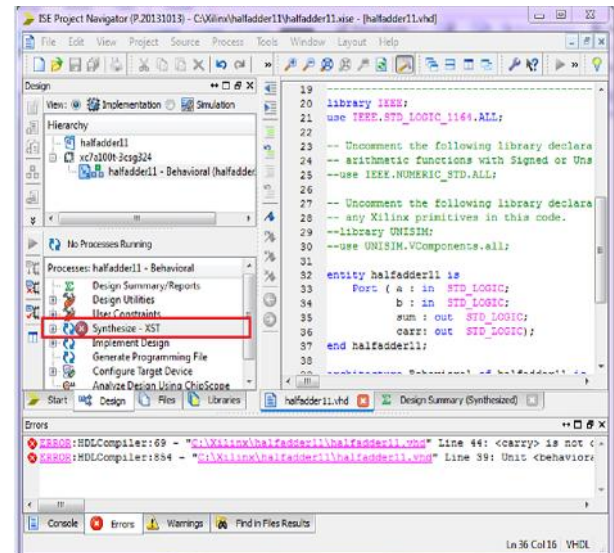 ISE Project Navigator (P.20131013) - C:\Xilinx\halfadder11\halfadder11.xise - [halfadder11.vhd]
File Edit View Project Source Process Tools Window Layout Help
Design
View: Implementation Simulation
Hierarchy
halfadder11
xc7a100t-3csg324
halfadder11 - Behavioral (halfadder
No Processes Running
Processes: halfadder11 - Behavioral
Design Summary/Reports
Design Utilities
User Constraints
Synthesize - XST
Implement Design
Generate Programming File
Configure Target Device
Analyze Design Using ChipScope
Start Design Files Libraries
19 ----------------------------------
20 library IEEE;
21 use IEEE.STD_LOGIC_1164.ALL;
22
23 -- Uncomment the following library declara
24 -- arithmetic functions with Signed or Uns
25 --use IEEE.NUMERIC_STD.ALL;
26
27 -- Uncomment the following library declara
28 -- any Xilinx primitives in this code.
29 --library UNISIM;
30 --use UNISIM.VComponents.all;
31
32 entity halfadder11 is
33 Port ( a : in STD_LOGIC;
34 b : in STD_LOGIC;
35 sum : out STD_LOGIC;
36 carr: out STD_LOGIC);
37 end halfadder11;
38
39 architecture Behavioral of halfadder11 is
halfadder11.vhd Design Summary (Synthesized)
Errors
ERROR:HDLCompiler:69 - "C:\Xilinx\halfadder11\halfadder11.vhd" Line 44: <carry> is not
ERROR:HDLCompiler:854 - "C:\Xilinx\halfadder11\halfadder11.vhd" Line 39: Unit <behaviora
Console Errors Warnings Find in Files Results
Ln 36 Col 16 VHDL